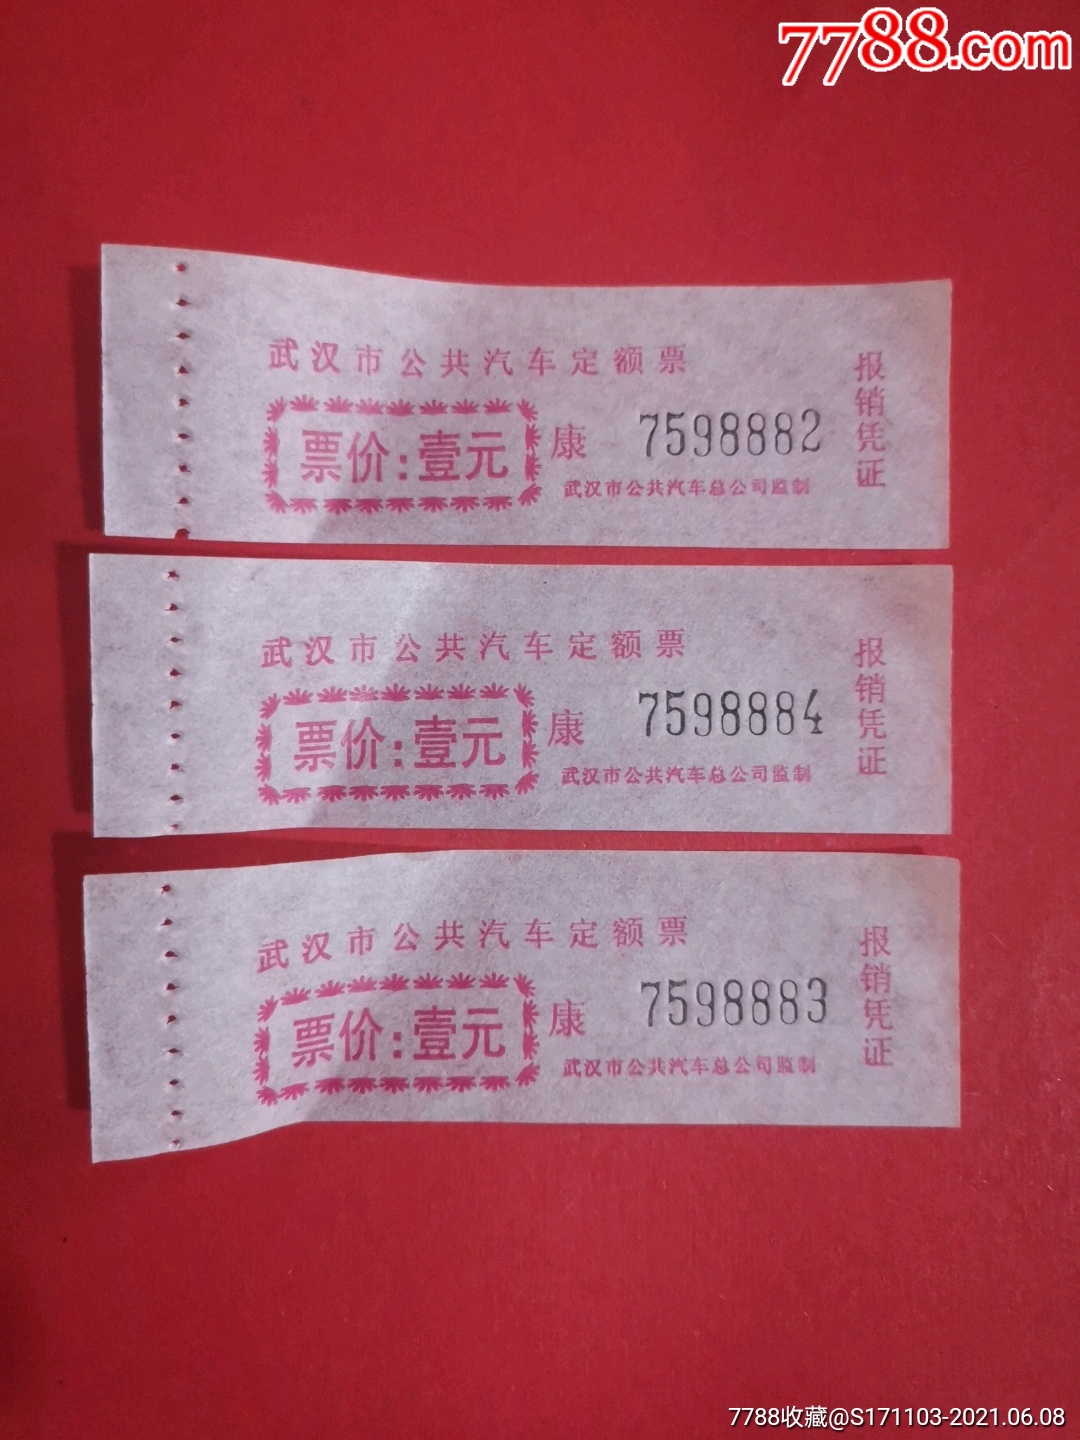 7788.com
武汉市公共汽车定额票
票价:壹元
康
7598882
武汉市公共汽车总公司监制
报销凭证
武汉市公共汽车定额票
票价:壹元
康
7598884
武汉市公共汽车总公司监制
报销凭证
武汉市公共汽车定额票
票价:壹元
康
7598883
武汉市公共汽车总公司监制
报销凭证
7788收藏@S171103-2021.06.08